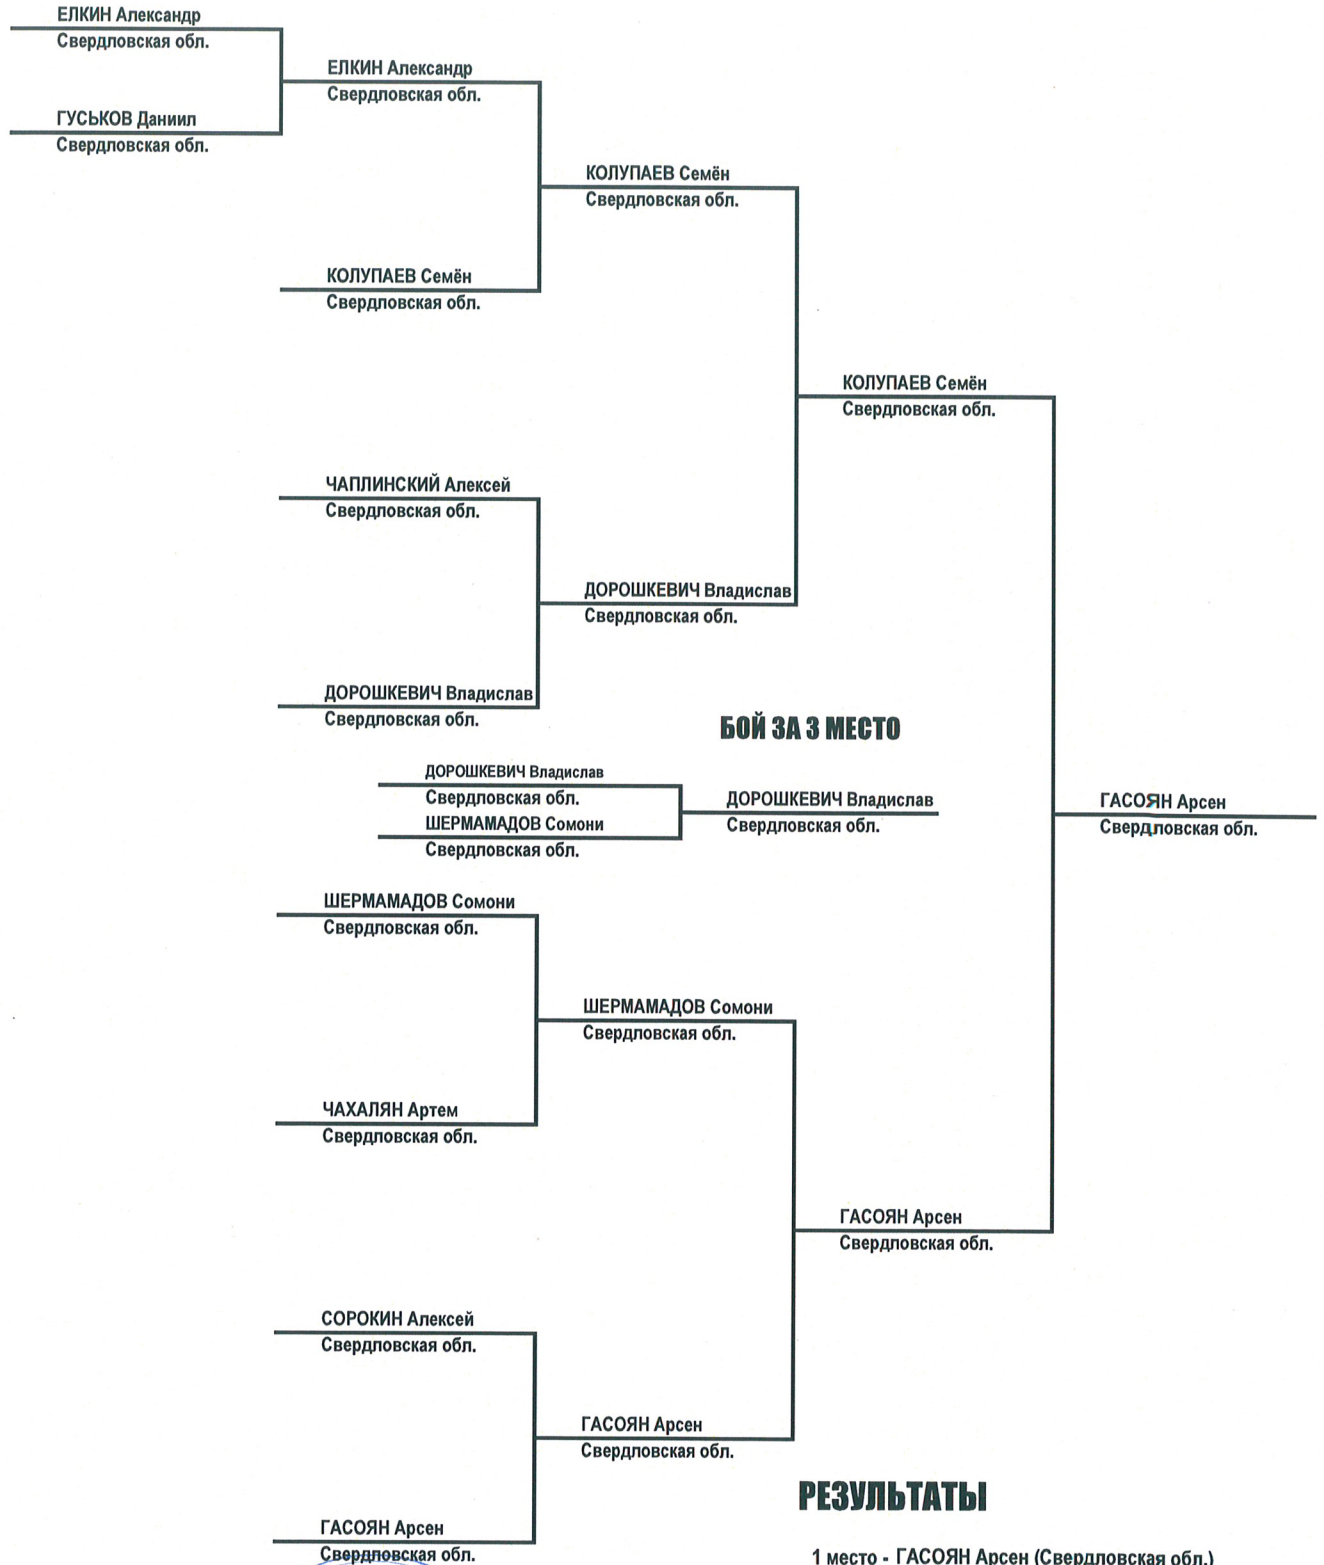 ЕЛКИН Александр
Свердловская обл.
ЕЛКИН Александр
Свердловская обл.
ГУСЬКОВ Даниил
Свердловская обл.
КОЛУПАЕВ Семён
Свердловская обл.
КОЛУПАЕВ Семён
Свердловская обл.
КОЛУПАЕВ Семён
Свердловская обл.
ЧАПЛИНСКИЙ Алексей
Свердловская обл.
ДОРОШКЕВИЧ Владислав
Свердловская обл.
ДОРОШКЕВИЧ Владислав
Свердловская обл.
БОЙ ЗА 3 МЕСТО
ДОРОШКЕВИЧ Владислав
Свердловская обл.
ШЕРМАМАДОВ Сомони
Свердловская обл.
ДОРОШКЕВИЧ Владислав
Свердловская обл.
ГАСОЯН Арсен
Свердловская обл.
ШЕРМАМАДОВ Сомони
Свердловская обл.
ШЕРМАМАДОВ Сомони
Свердловская обл.
ЧАХАЛЯН Артем
Свердловская обл.
ГАСОЯН Арсен
Свердловская обл.
СОРОКИН Алексей
Свердловская обл.
ГАСОЯН Арсен
Свердловская обл.
РЕЗУЛЬТАТЫ
ГАСОЯН Арсен
Свердловская обл.
1 место - ГАСОЯН Арсен (Свердловская обл.)